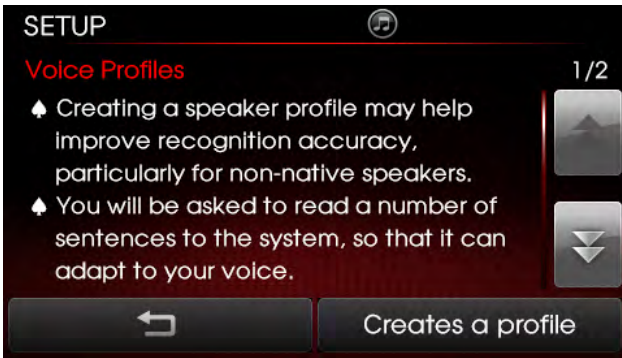 SETUP
Voice Profiles
1/2
♠ Creating a speaker profile may help
improve recognition accuracy,
particularly for non-native speakers.
♠ You will be asked to read a number of
sentences to the system, so that it can
adapt to your voice.
Creates a profile